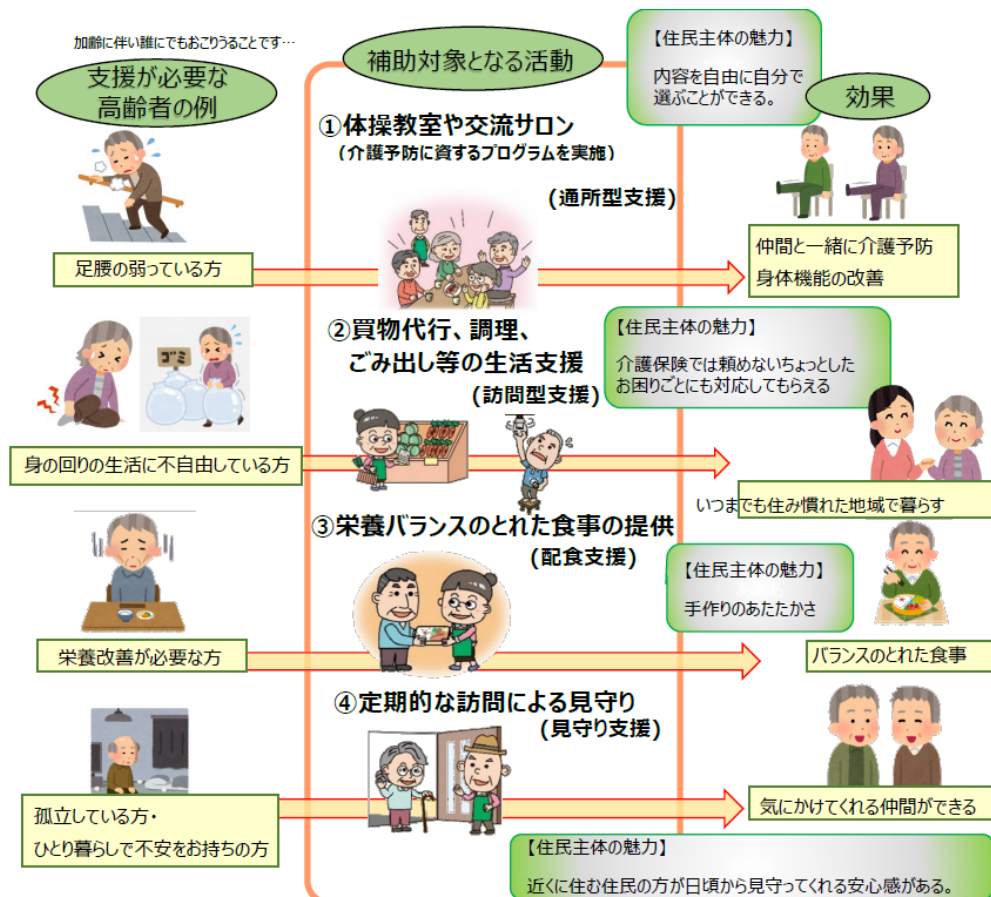 加齢に伴い誰にでもおこりうることです…
支援が必要な
高齢者の例
補助対象となる活動
【住民主体の魅力】
内容を自由に自分で
選ぶことができる。
効果
①体操教室や交流サロン
(介護予防に資するプログラムを実施)
(通所型支援)
足腰の弱っている方
仲間と一緒に介護予防
身体機能の改善
②買物代行、調理、
ごみ出し等の生活支援
(訪問型支援)
【住民主体の魅力】
介護保険では頼めないちょっとした
お困りごとにも対応してもらえる
ゴミ
身の回りの生活に不自由している方
いつまでも住み慣れた地域で暮らす
③栄養バランスのとれた食事の提供
(配食支援)
【住民主体の魅力】
手作りのあたたかさ
栄養改善が必要な方
バランスのとれた食事
④定期的な訪問による見守り
(見守り支援)
孤立している方・
ひとり暮らしで不安をお持ちの方
気にかけてくれる仲間ができる
【住民主体の魅力】
近くに住む住民の方が日頃から見守ってくれる安心感がある。